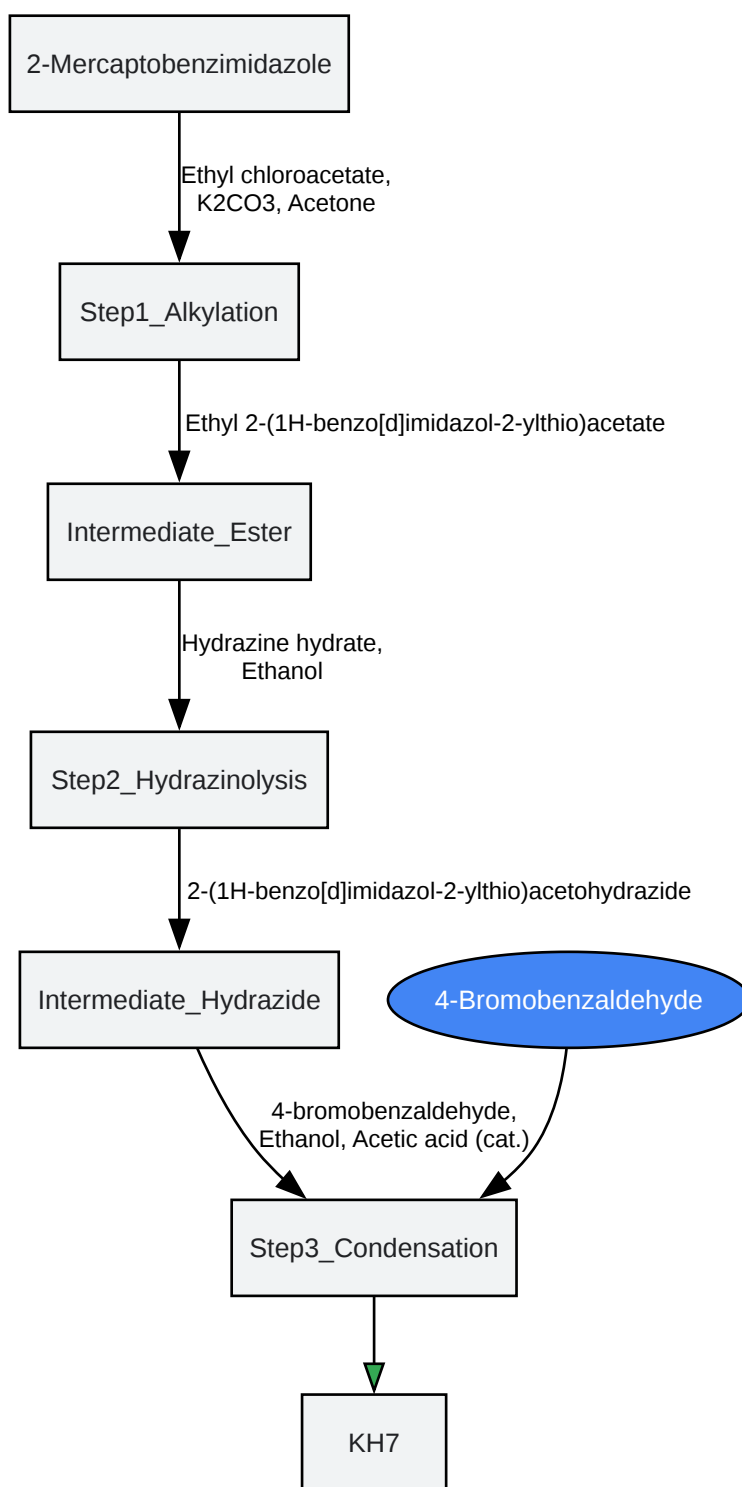 2-Mercaptobenzimidazole
Ethyl chloroacetate,
K2CO3, Acetone
Step1_Alkylation
Ethyl 2-(1H-benzo[d]imidazol-2-ylthio)acetate
Intermediate_Ester
Hydrazine hydrate,
Ethanol
Step2_Hydrazinolysis
2-(1H-benzo[d]imidazol-2-ylthio)acetohydrazide
Intermediate_Hydrazide
4-Bromobenzaldehyde
4-bromobenzaldehyde,
Ethanol, Acetic acid (cat.)
Step3_Condensation
KH7